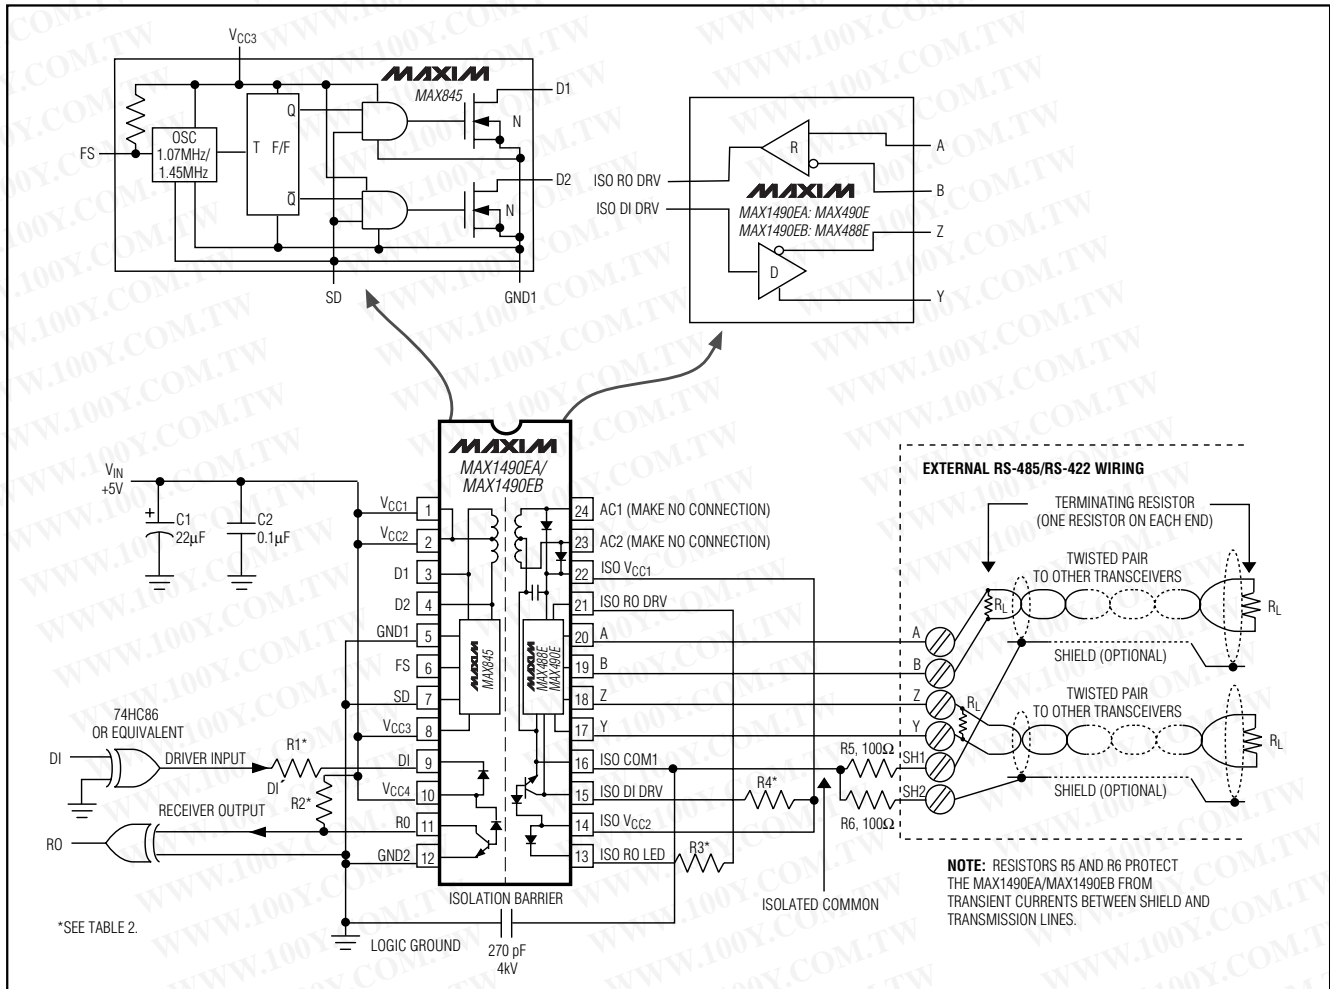 VCC3
MAXIM
MAX845
D1
Q
N
OSC
1.07MHz/
1.45MHz
T F/F
FS
D2
Q̅
N
SD
GND1
R
A
ISO RO DRV
B
MAXIM
ISO DI DRV
MAX1490EA: MAX490E
MAX1490EB: MAX488E
Z
D
Y
MAXIM
MAX1490EA/
MAX1490EB
VIN
+5V
C1
22µF
C2
0.1µF
VCC1
1
VCC2
2
D1
3
D2
4
GND1
5
FS
6
SD
7
VCC3
8
DI
9
VCC4
10
RO
11
GND2
12
MAXIM
MAX845
MAXIM
MAX488E
MAX490E
24 AC1 (MAKE NO CONNECTION)
23 AC2 (MAKE NO CONNECTION)
22 ISO VCC1
21 ISO RO DRV
20 A
19 B
18 Z
17 Y
16 ISO COM1
15 ISO DI DRV
14 ISO VCC2
13 ISO RO LED
74HC86
OR EQUIVALENT
DI
DRIVER INPUT
R1*
DI´
R2*
RECEIVER OUTPUT
RO
R4*
R3*
ISOLATION BARRIER
*SEE TABLE 2.
LOGIC GROUND
270 pF
4kV
ISOLATED COMMON
R5, 100Ω
R6, 100Ω
EXTERNAL RS-485/RS-422 WIRING
TERMINATING RESISTOR
(ONE RESISTOR ON EACH END)
TWISTED PAIR
TO OTHER TRANSCEIVERS
RL
RL
A
B
SHIELD (OPTIONAL)
Z
RL
TWISTED PAIR
TO OTHER TRANSCEIVERS
Y
RL
SH1
SH2
SHIELD (OPTIONAL)
NOTE: RESISTORS R5 AND R6 PROTECT
THE MAX1490EA/MAX1490EB FROM
TRANSIENT CURRENTS BETWEEN SHIELD AND
TRANSMISSION LINES.
WWW.100Y.COM.TW